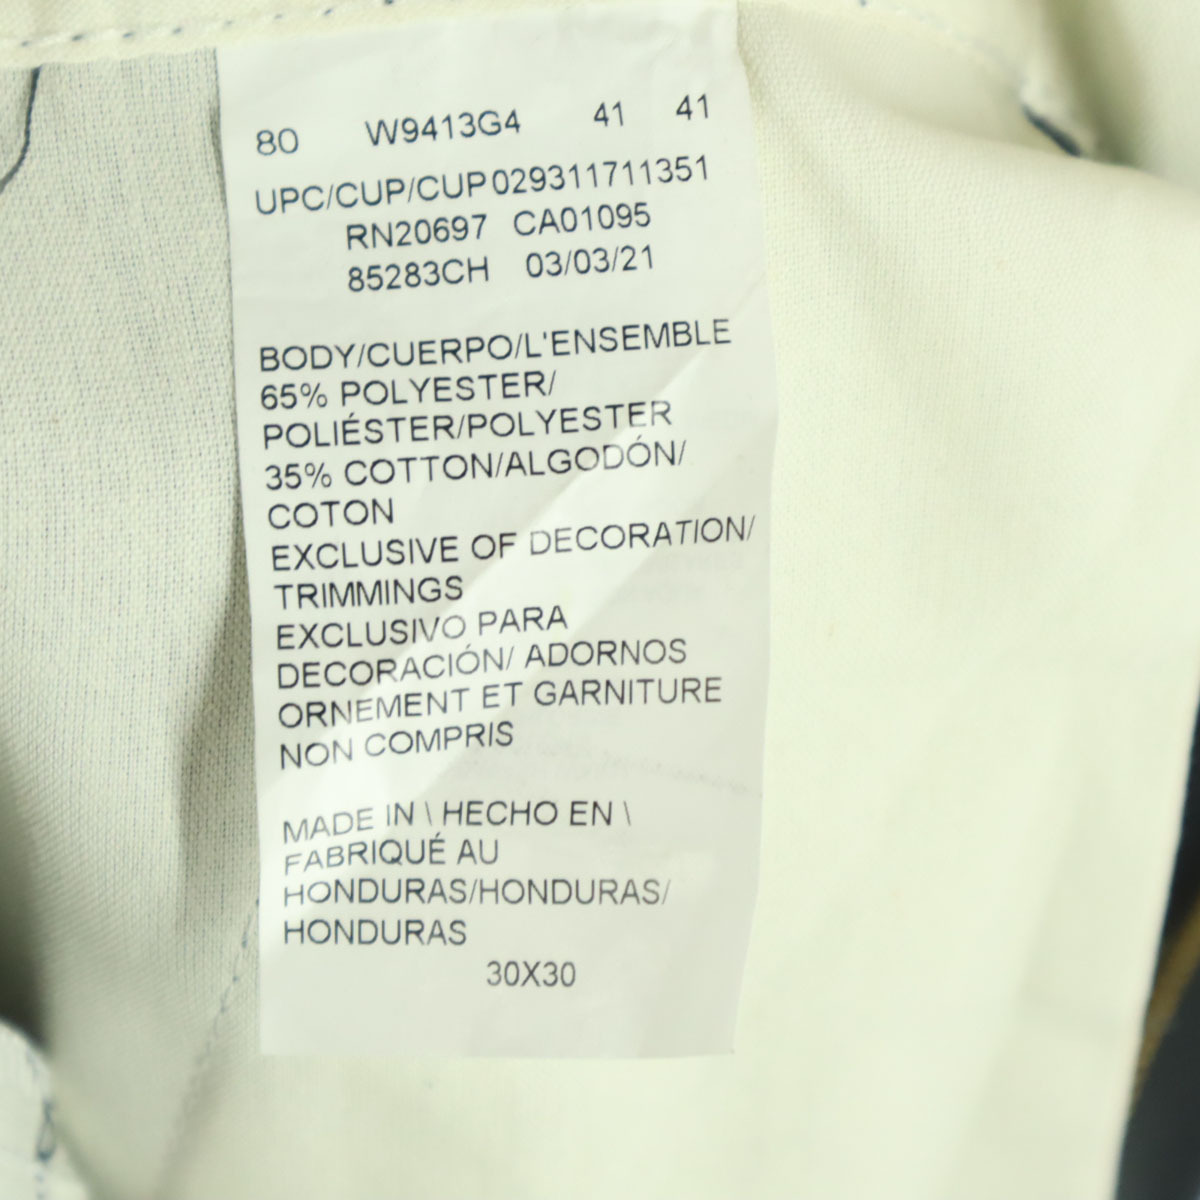 80 W9413G4 41 41
UPC/CUP/CUP029311711351
RN20697 CA01095
85283CH 03/03/21
BODY/CUERPO/L'ENSEMBLE
65% POLYESTER/
POLIÉSTER/POLYESTER
35% COTTON/ALGODÓN/
COTON
EXCLUSIVE OF DECORATION/
TRIMMINGS
EXCLUSIVO PARA
DECORACIÓN/ ADORNOS
ORNEMENT ET GARNITURE
NON COMPRIS
MADE IN \ HECHO EN \
FABRIQUÉ AU
HONDURAS/HONDURAS/
HONDURAS
30X30